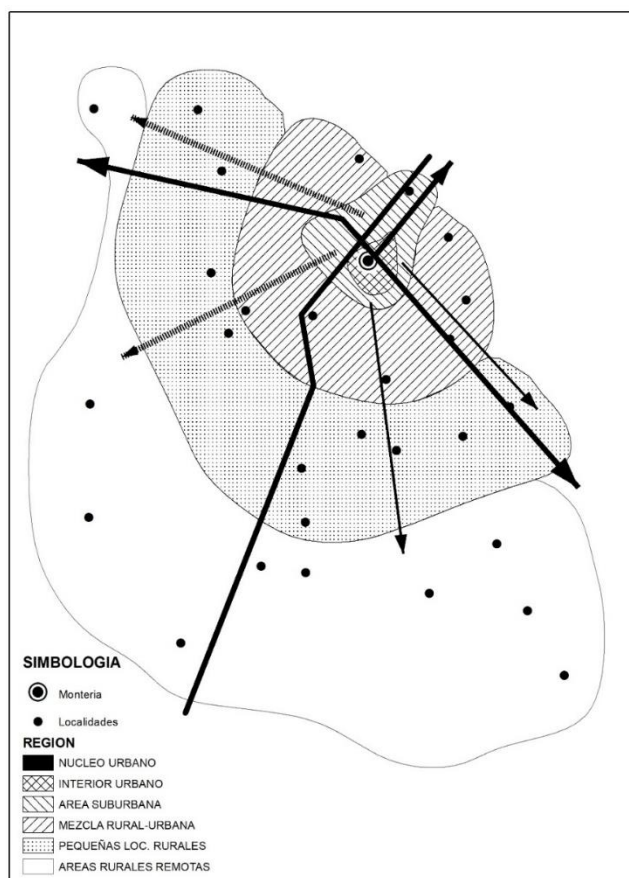 SIMBOLOGIA
Monteria
Localidades
REGION
NUCLEO URBANO
INTERIOR URBANO
AREA SUBURBANA
MEZCLA RURAL-URBANA
PEQUEÑAS LOC. RURALES
AREAS RURALES REMOTAS